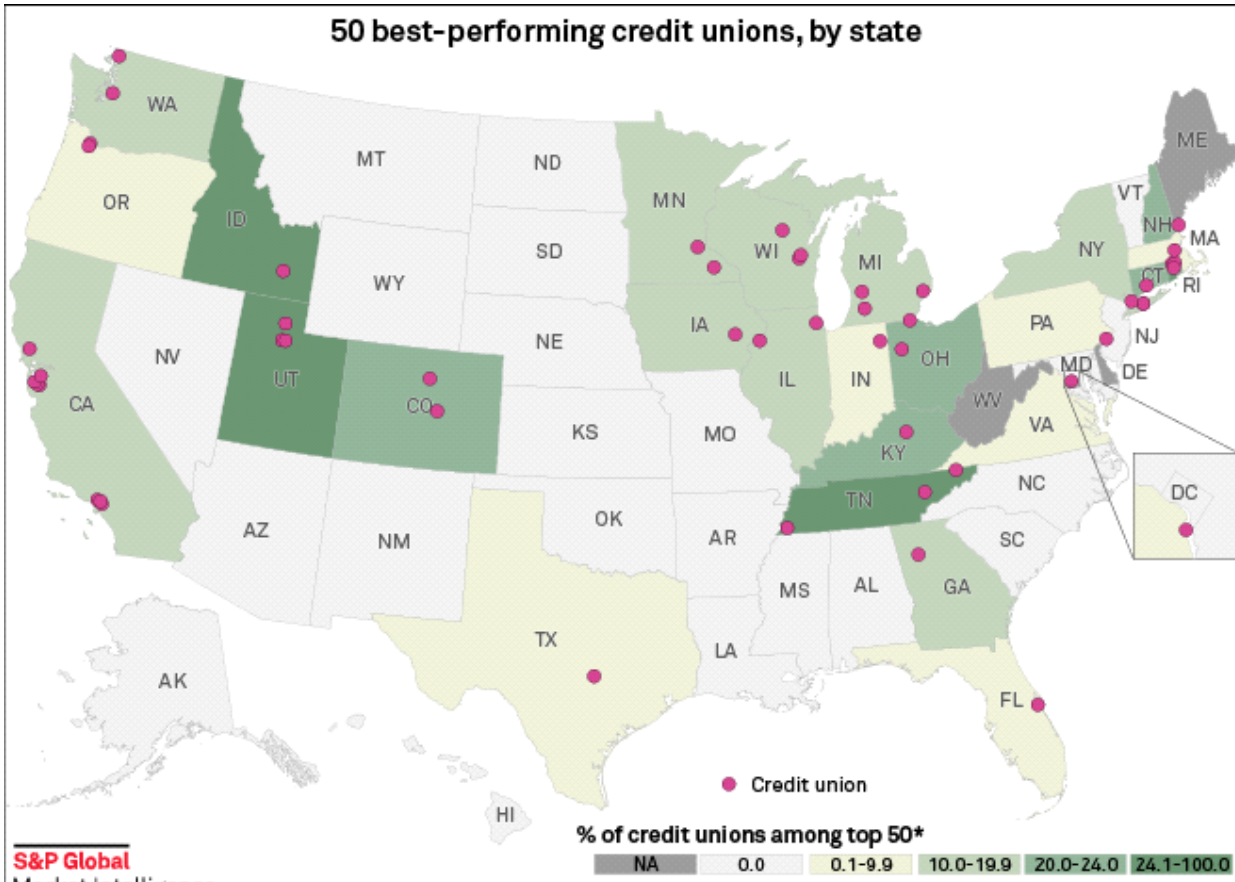 50 best-performing credit unions, by state
WA
MT
ND
ME
VT
MN
OR
ID
NH
NY
MA
WI
SD
MI
CT
RI
WY
PA
IA
NE
NJ
NV
OH
MD
UT
IL
IN
DE
CA
CO
WV
VA
KS
MO
KY
NC
DC
TN
OK
AZ
NM
AR
SC
MS
AL
GA
TX
LA
AK
FL
Credit union
HI
% of credit unions among top 50*
NA 0.0 0.1-9.9 10.0-19.9 20.0-24.0 24.1-100.0
S&P Global
Market Intelligence